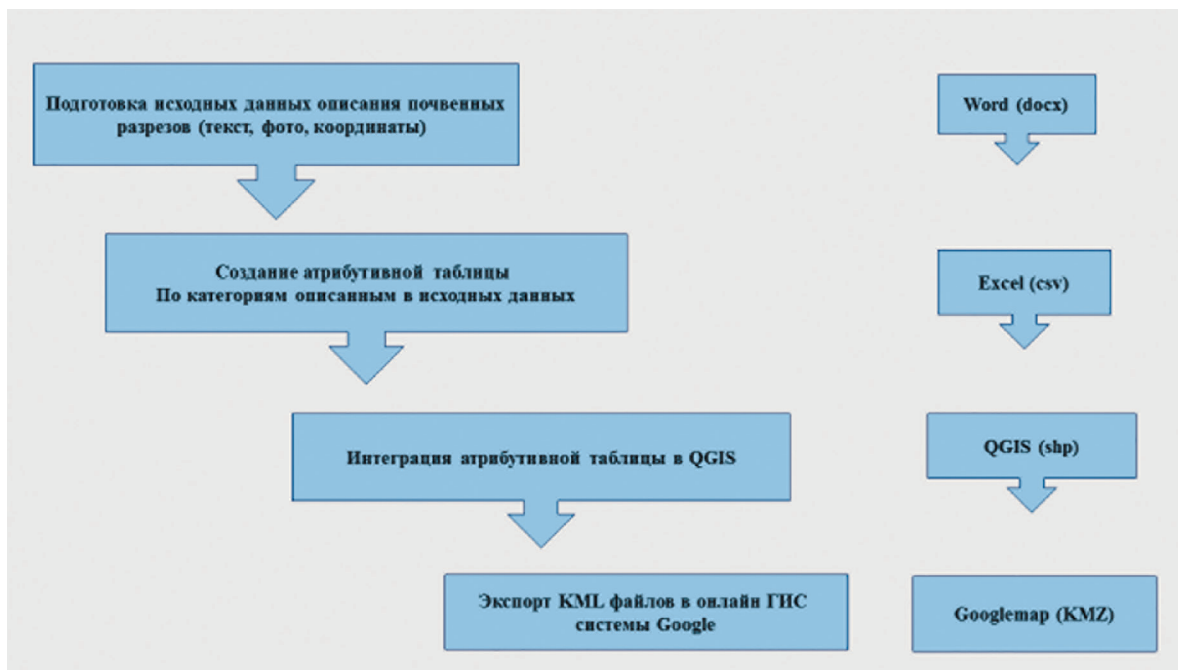 Подготовка исходных данных описания почвенных
разрезов (текст, фото, координаты)
Word (docx)
Создание атрибутивной таблицы
По категориям описанным в исходных данных
Excel (csv)
Интеграция атрибутивной таблицы в QGIS
QGIS (shp)
Экспорт KML файлов в онлайн ГИС
системы Google
Googlemap (KMZ)